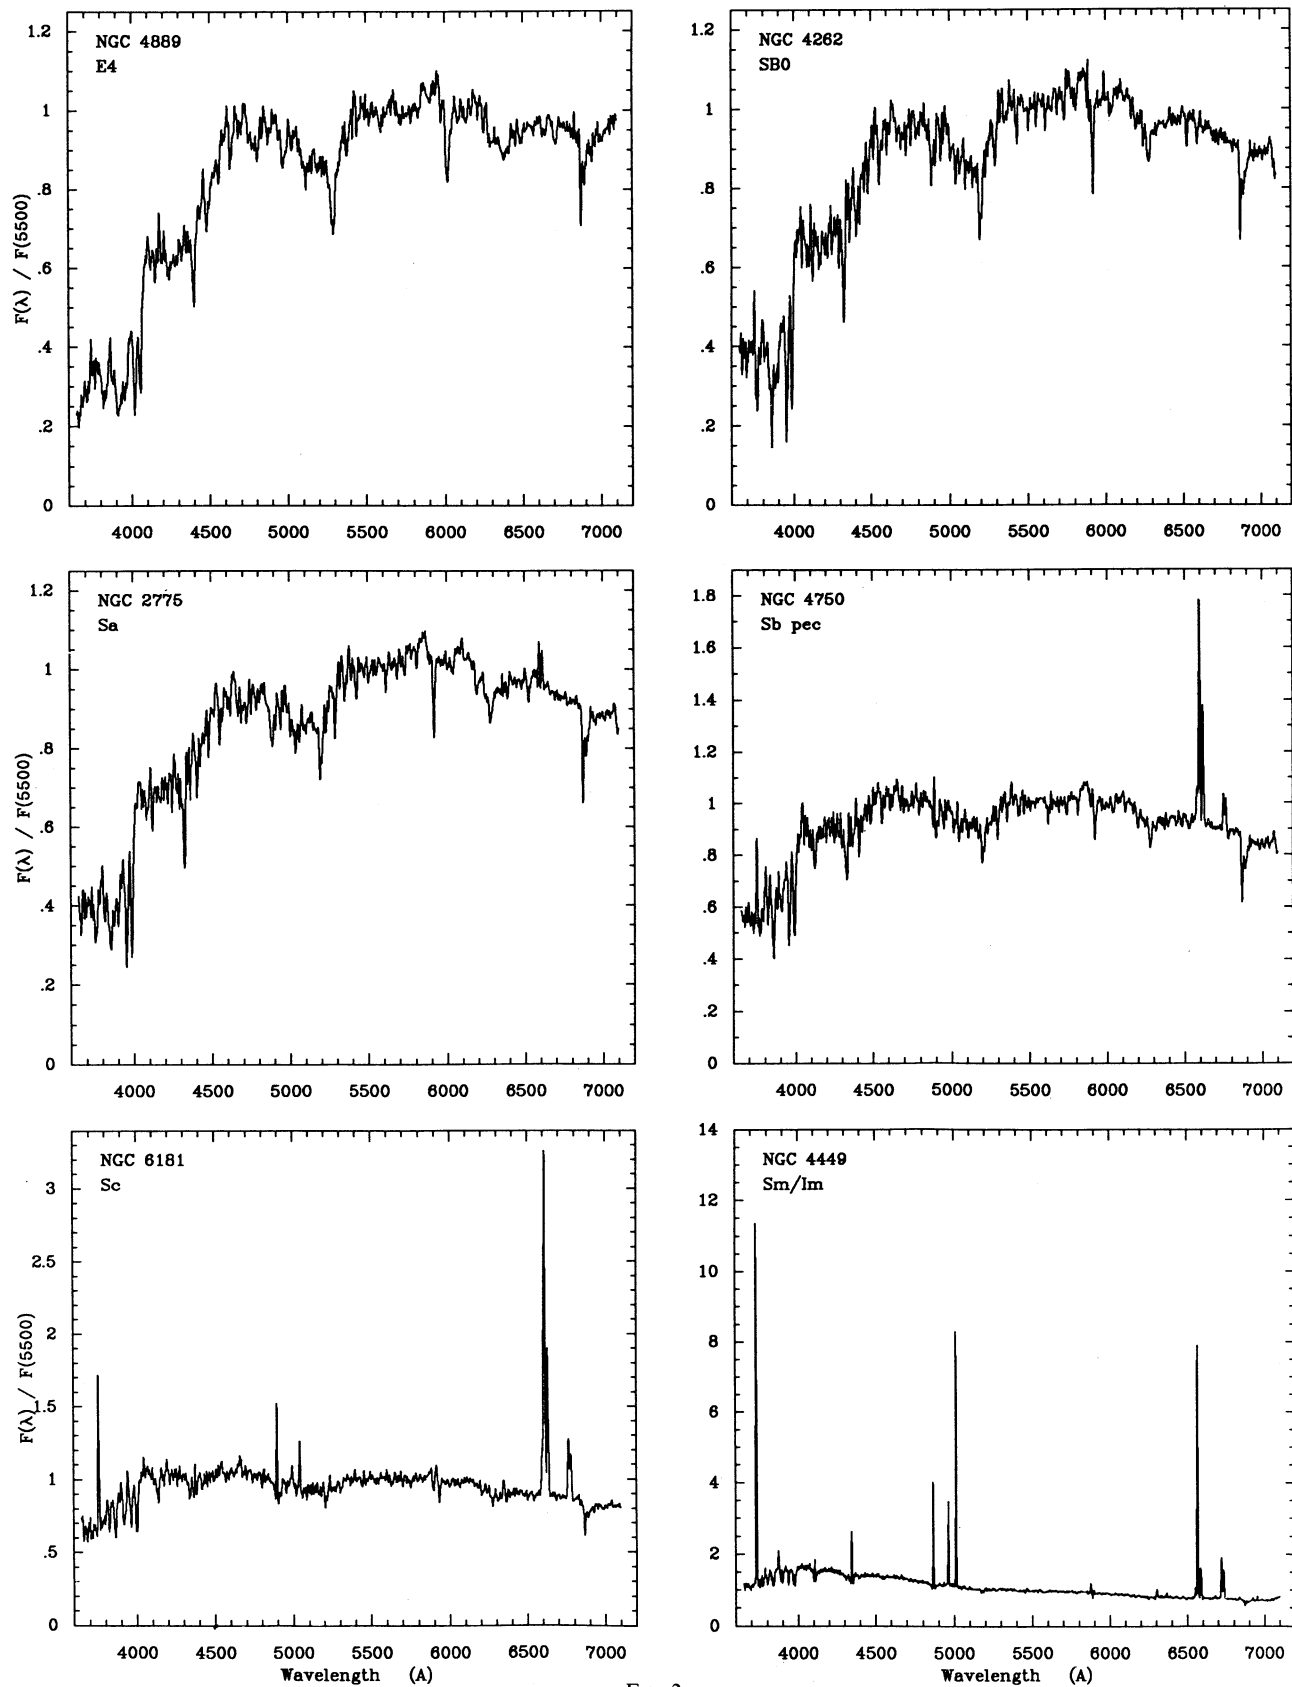 NGC 4889
E4
1.2
1
.8
.6
.4
.2
0
F(λ) / F(5500)
4000 4500 5000 5500 6000 6500 7000
NGC 4262
SB0
1.2
1
.8
.6
.4
.2
0
4000 4500 5000 5500 6000 6500 7000
NGC 2775
Sa
1.2
1
.8
.6
.4
.2
0
F(λ) / F(5500)
4000 4500 5000 5500 6000 6500 7000
NGC 4750
Sb pec
1.8
1.6
1.4
1.2
1
.8
.6
.4
.2
0
4000 4500 5000 5500 6000 6500 7000
NGC 6181
Sc
3
2.5
2
1.5
1
.5
0
F(λ) / F(5500)
4000 4500 5000 5500 6000 6500 7000
Wavelength (A)
NGC 4449
Sm/Im
14
12
10
8
6
4
2
0
4000 4500 5000 5500 6000 6500 7000
Wavelength (A)